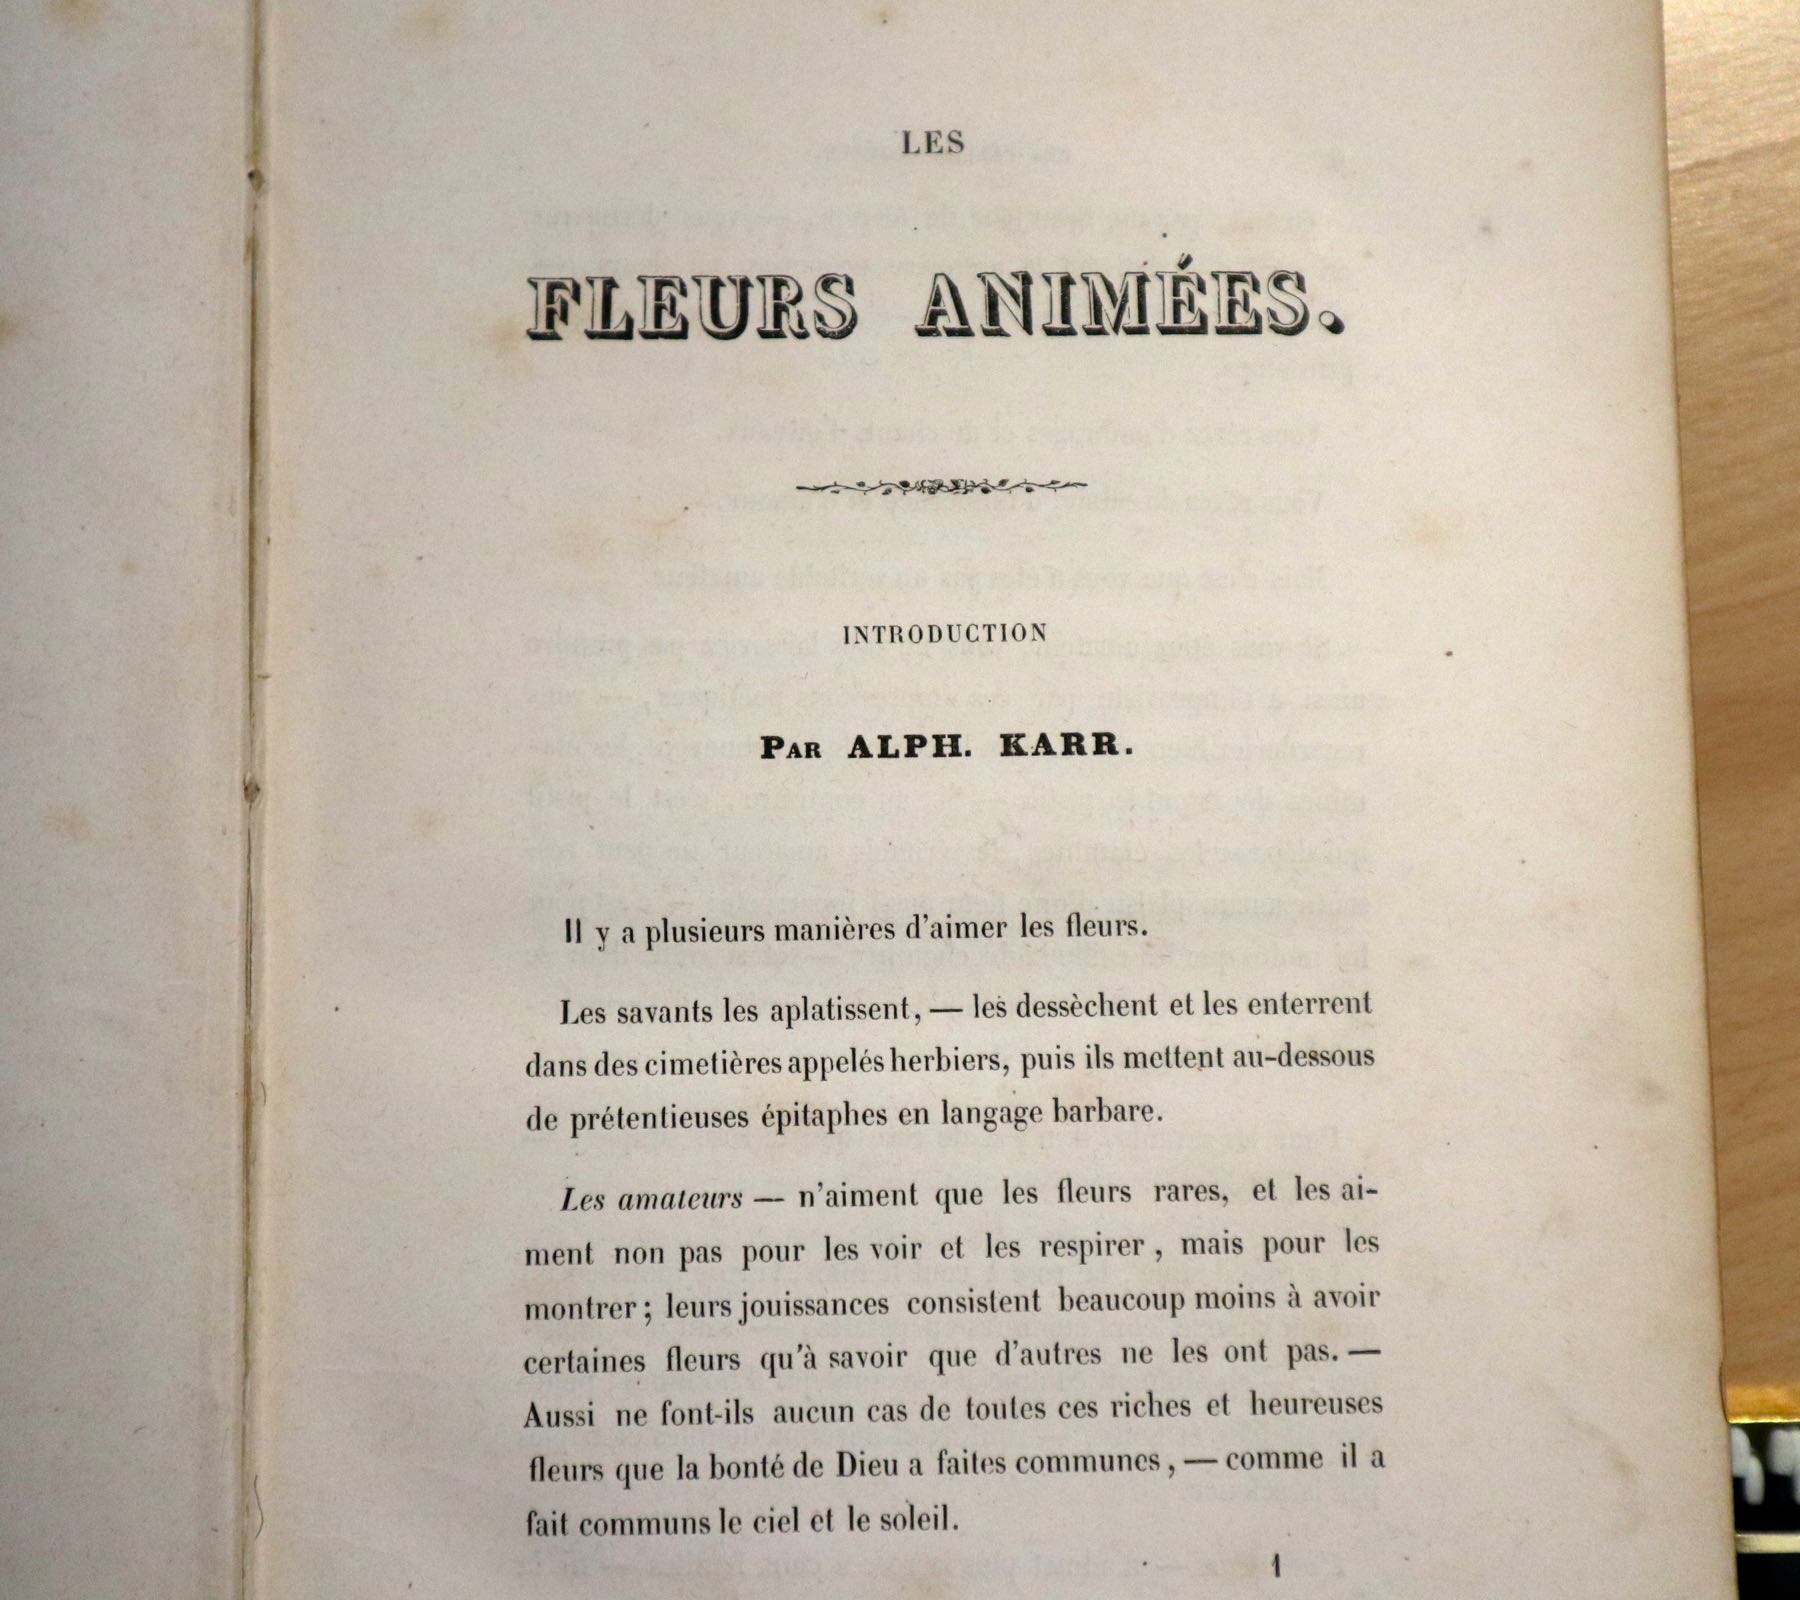 LES
FLEURS ANIMÉES.
INTRODUCTION
PAR ALPH. KARR.
Il y a plusieurs manières d'aimer les fleurs.
Les savants les aplatissent, — les dessèchent et les enterrent
dans des cimetières appelés herbiers, puis ils mettent au-dessous
de prétentieuses épitaphes en langage barbare.
Les amateurs — n'aiment que les fleurs rares, et les ai-
ment non pas pour les voir et les respirer, mais pour les
montrer; leurs jouissances consistent beaucoup moins à avoir
certaines fleurs qu'à savoir que d'autres ne les ont pas. —
Aussi ne font-ils aucun cas de toutes ces riches et heureuses
fleurs que la bonté de Dieu a faites communes, — comme il a
fait communs le ciel et le soleil.
1